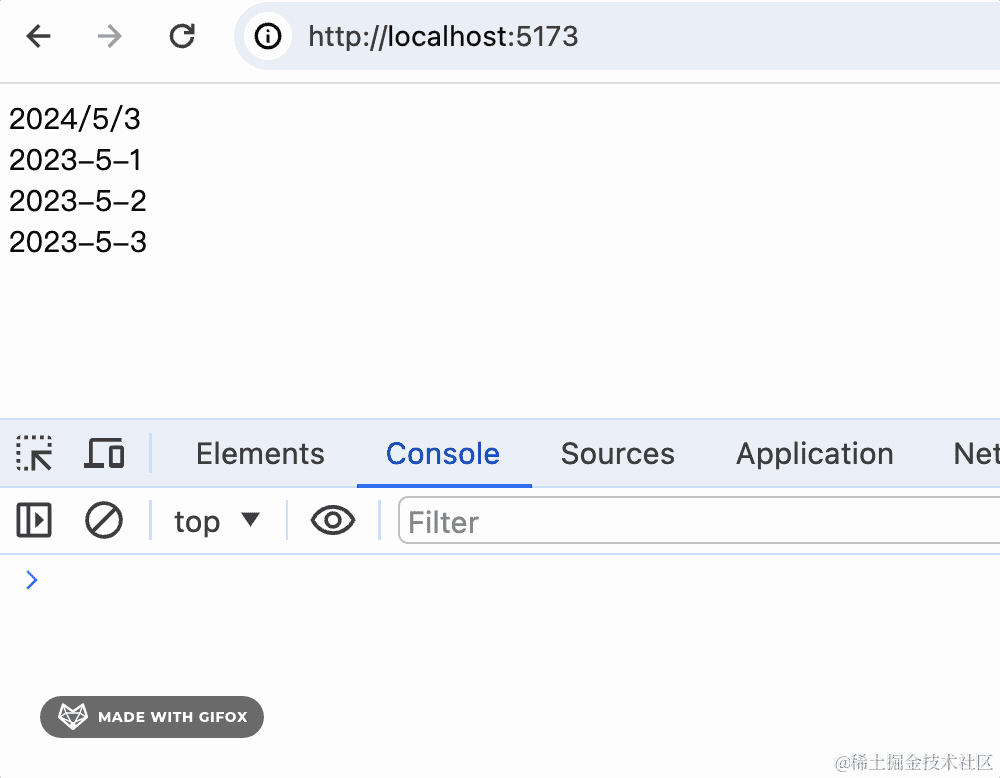 http://localhost:5173
2024/5/3
2023-5-1
2023-5-2
2023-5-3
Elements Console Sources Application Net
top Filter
MADE WITH GIFOX
@稀土掘金技术社区